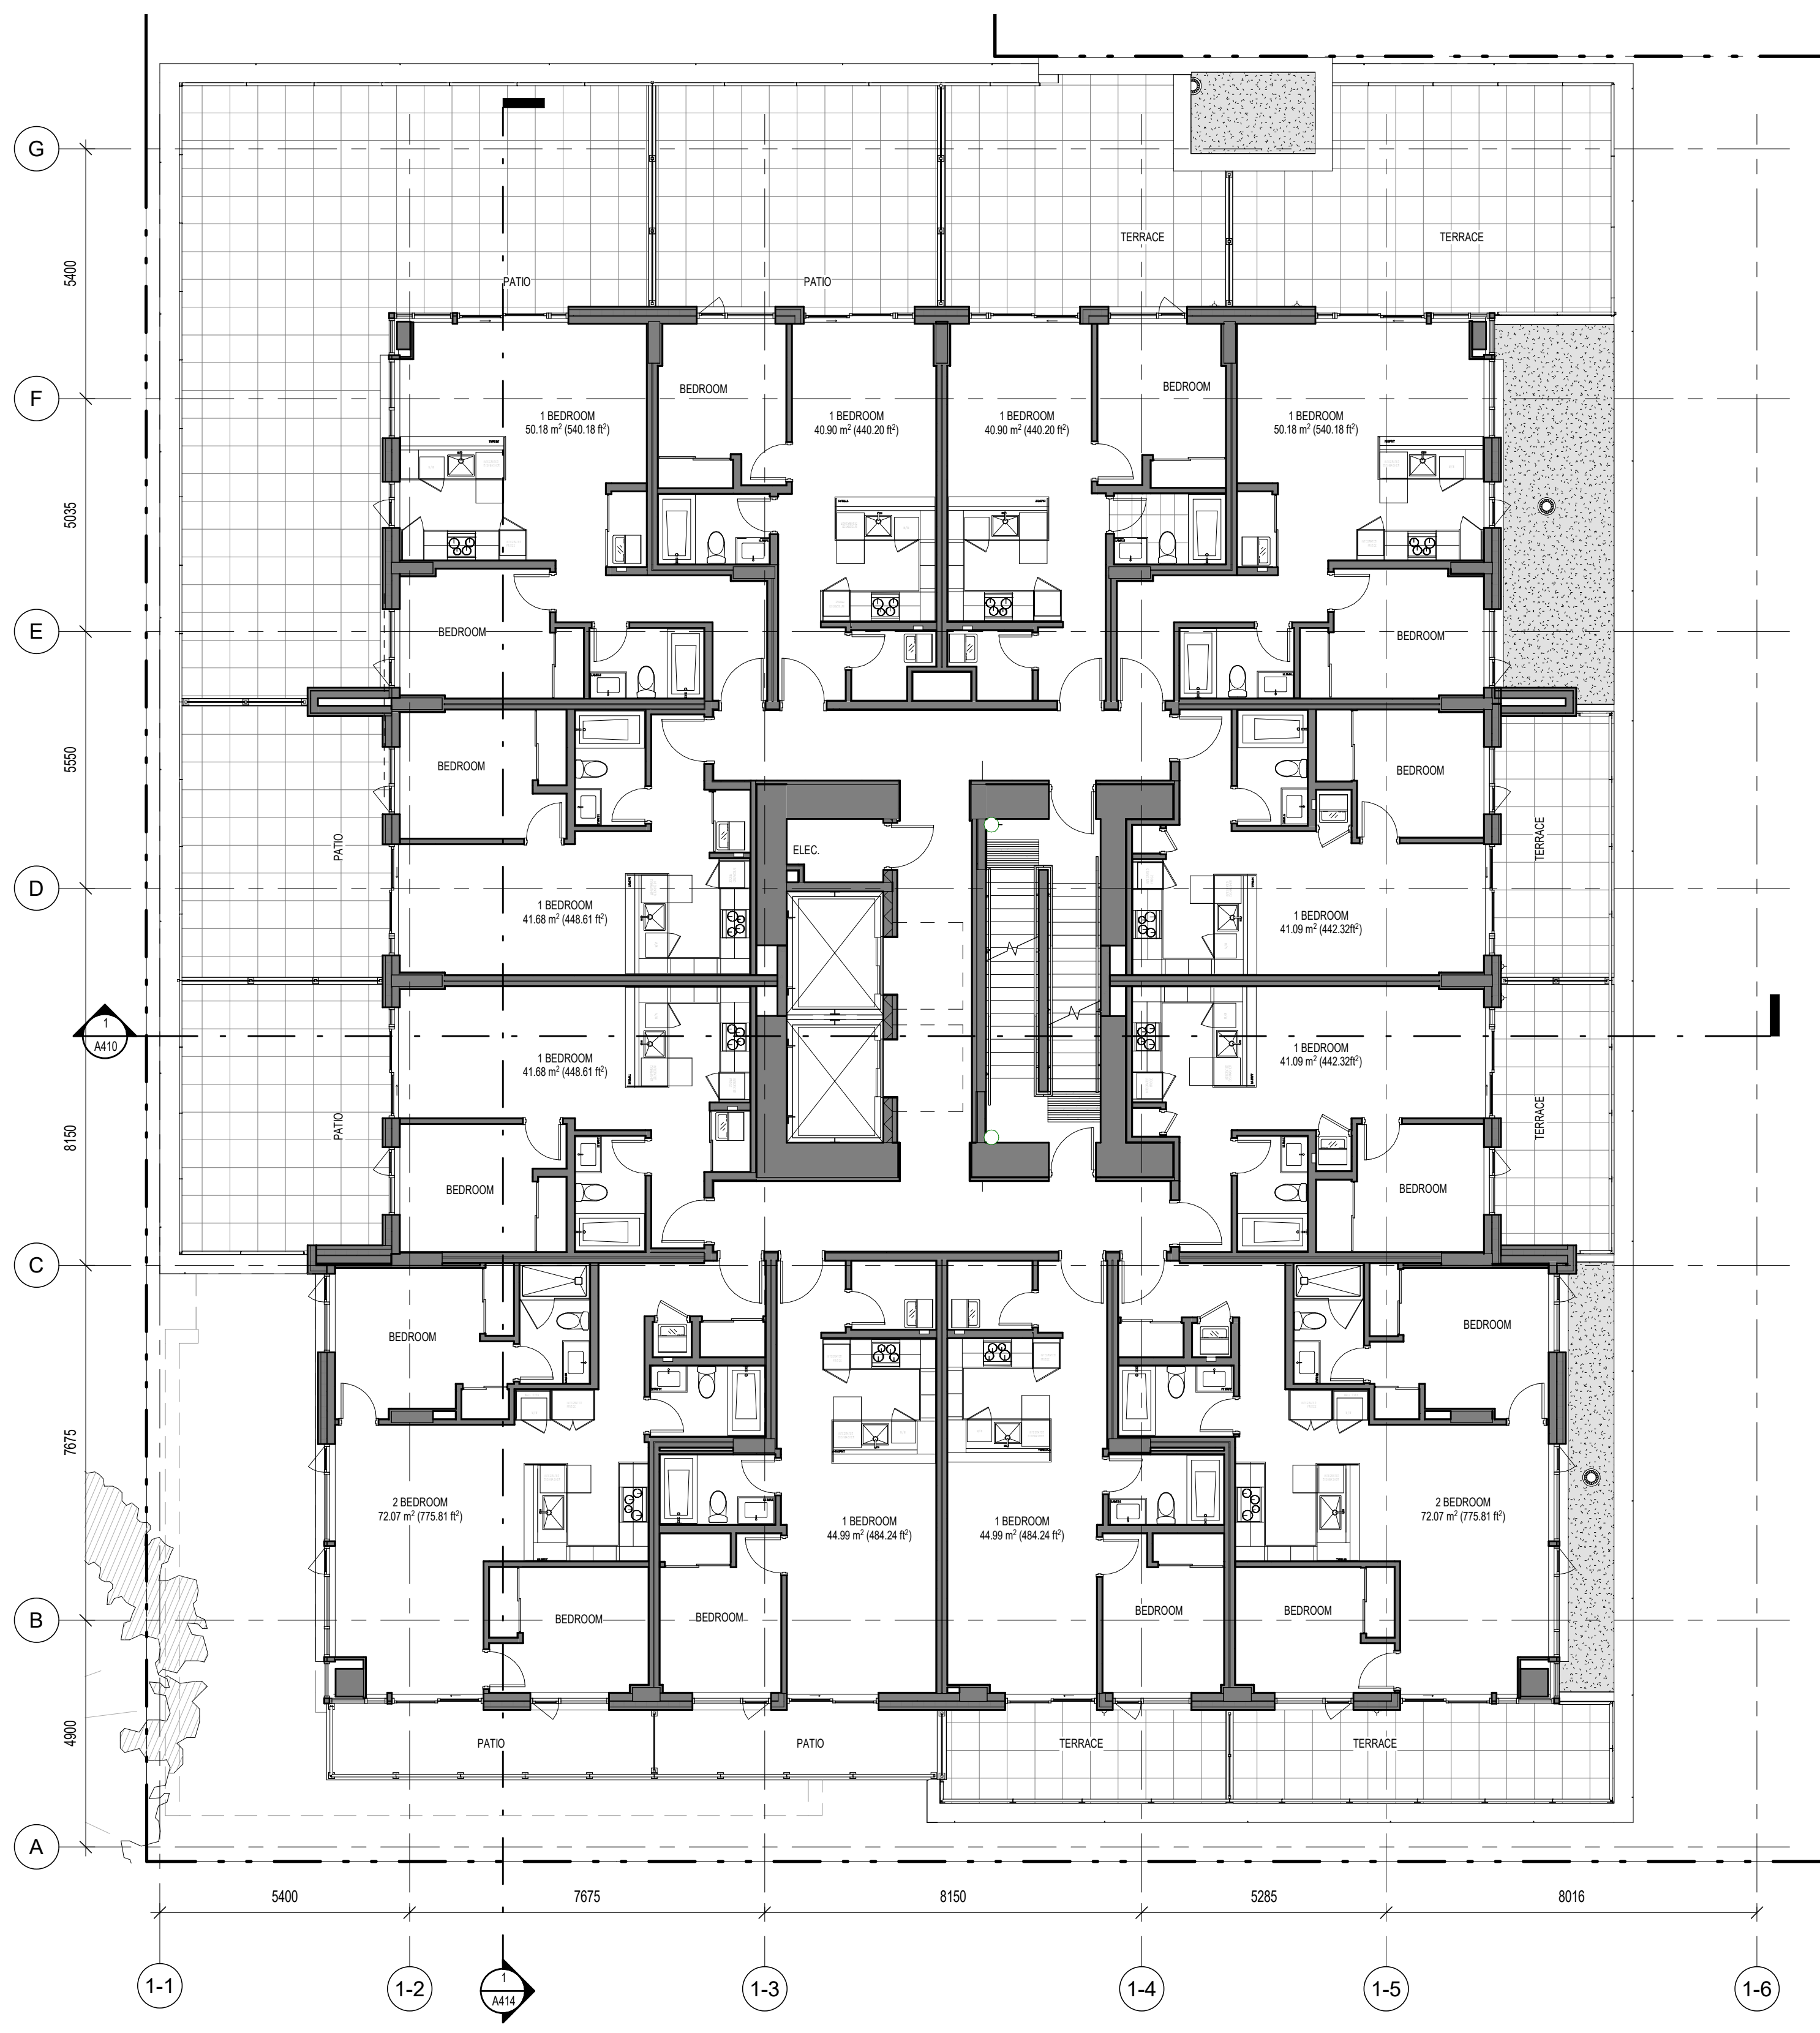 G
TERRACE
TERRACE
5400
PATIO
PATIO
BEDROOM
BEDROOM
F
1 BEDROOM
50.18 m² (540.18 ft²)
1 BEDROOM
40.90 m² (440.20 ft²)
1 BEDROOM
40.90 m² (440.20 ft²)
1 BEDROOM
50.18 m² (540.18 ft²)
5035
E
BEDROOM
BEDROOM
5550
BEDROOM
BEDROOM
PATIO
ELEC.
TERRACE
D
1 BEDROOM
41.68 m² (448.61 ft²)
1 BEDROOM
41.09 m² (442.32ft²)
1
A410
1 BEDROOM
41.68 m² (448.61 ft²)
1 BEDROOM
41.09 m² (442.32ft²)
8150
PATIO
TERRACE
BEDROOM
BEDROOM
C
BEDROOM
BEDROOM
7675
2 BEDROOM
72.07 m² (775.81 ft²)
1 BEDROOM
44.99 m² (484.24 ft²)
1 BEDROOM
44.99 m² (484.24 ft²)
2 BEDROOM
72.07 m² (775.81 ft²)
B
BEDROOM
BEDROOM
BEDROOM
BEDROOM
4900
PATIO
PATIO
TERRACE
TERRACE
A
5400
7675
8150
5285
8016
1-1
1-2
1
A414
1-3
1-4
1-5
1-6